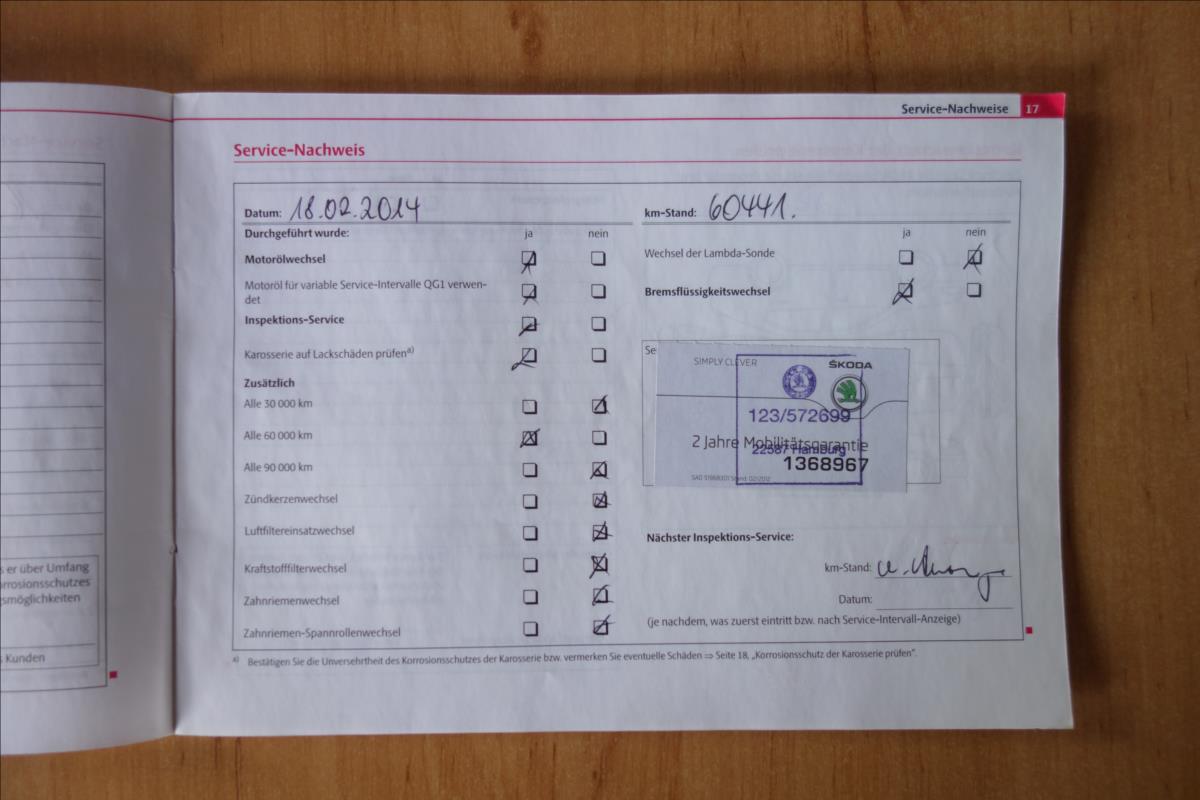 Service-Nachweise 17
Service-Nachweis
Datum: 18.02.2014
km-Stand: 60441.
Durchgeführt wurde: ja nein
ja nein
Motorölwechsel
Motoröl für variable Service-Intervalle QG1 verwen-
det
Inspektions-Service
Karosserie auf Lackschäden prüfen a)
Zusätzlich
Alle 30 000 km
Alle 60 000 km
Alle 90 000 km
Zündkerzenwechsel
Luftfiltereinsatzwechsel
Kraftstofffilterwechsel
Zahnriemenwechsel
Zahnriemen-Spannrollenwechsel
Wechsel der Lambda-Sonde
Bremsflüssigkeitswechsel
Se
SIMPLY CLEVER
ŠKODA
123/572699
2 Jahre Mobilitätsgarantie
22587 Hamburg
1368967
Nächster Inspektions-Service:
km-Stand:
Datum:
(je nachdem, was zuerst eintritt bzw. nach Service-Intervall-Anzeige)
a) Bestätigen Sie die Unversehrtheit des Korrosionsschutzes der Karosserie bzw. vermerken Sie eventuelle Schäden ⇒ Seite 18, „Korrosionsschutz der Karosserie prüfen".
s er über Umfang
orrosionsschutzes
smöglichkeiten
s Kunden